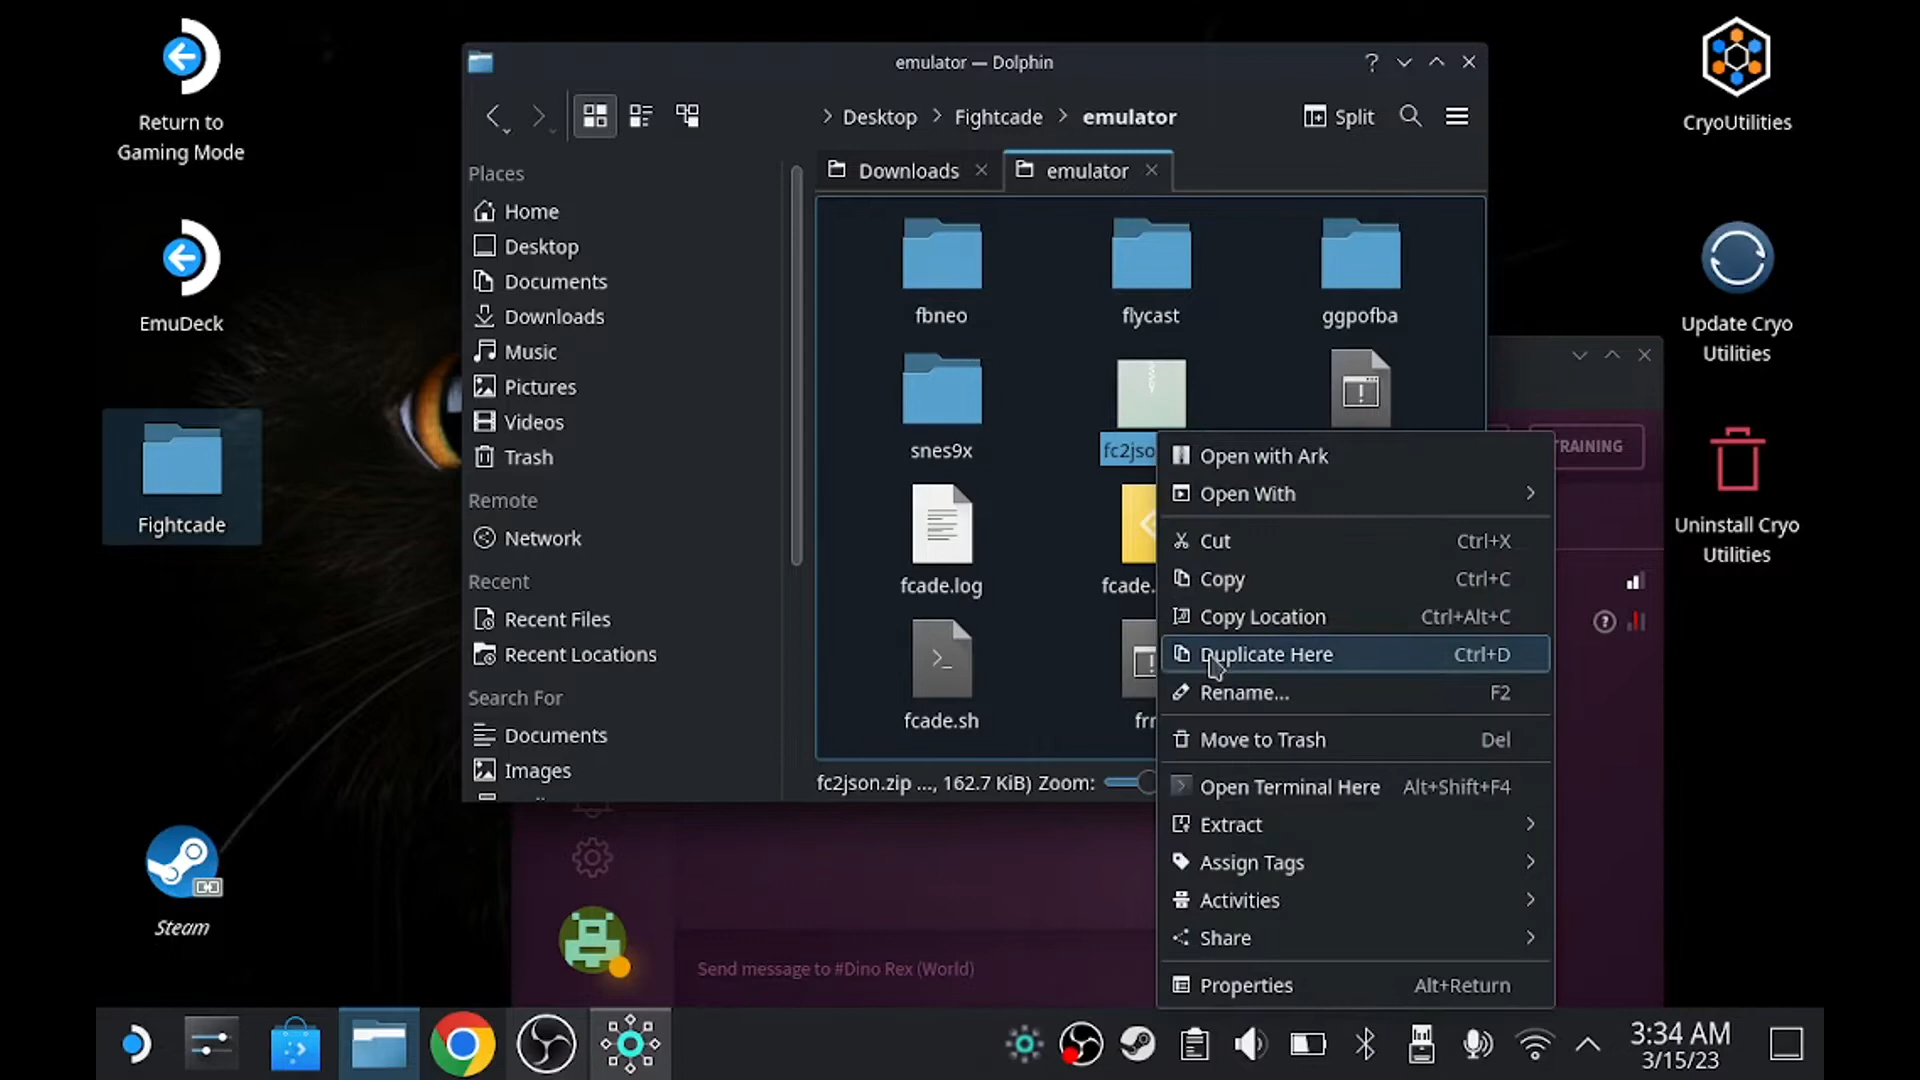 Return to
Gaming Mode
EmuDeck
Fightcade
Steam
emulator — Dolphin
Desktop
Fightcade
emulator
Split
Downloads
emulator
Places
Home
Desktop
Documents
Downloads
Music
Pictures
Videos
Trash
Remote
Network
Recent
Recent Files
Recent Locations
Search For
Documents
Images
fbneo
flycast
ggpofba
snes9x
fc2jso
fcade.log
fcade.
fcade.sh
fc2json.zip ..., 162.7 KiB) Zoom:
Open with Ark
Open With
Cut Ctrl+X
Copy Ctrl+C
Copy Location Ctrl+Alt+C
Duplicate Here Ctrl+D
Rename... F2
Move to Trash Del
Open Terminal Here Alt+Shift+F4
Extract
Assign Tags
Activities
Share
Properties Alt+Return
RAINING
Send message to #Dino Rex (World)
CryoUtilities
Update Cryo
Utilities
Uninstall Cryo
Utilities
3:34 AM
3/15/23